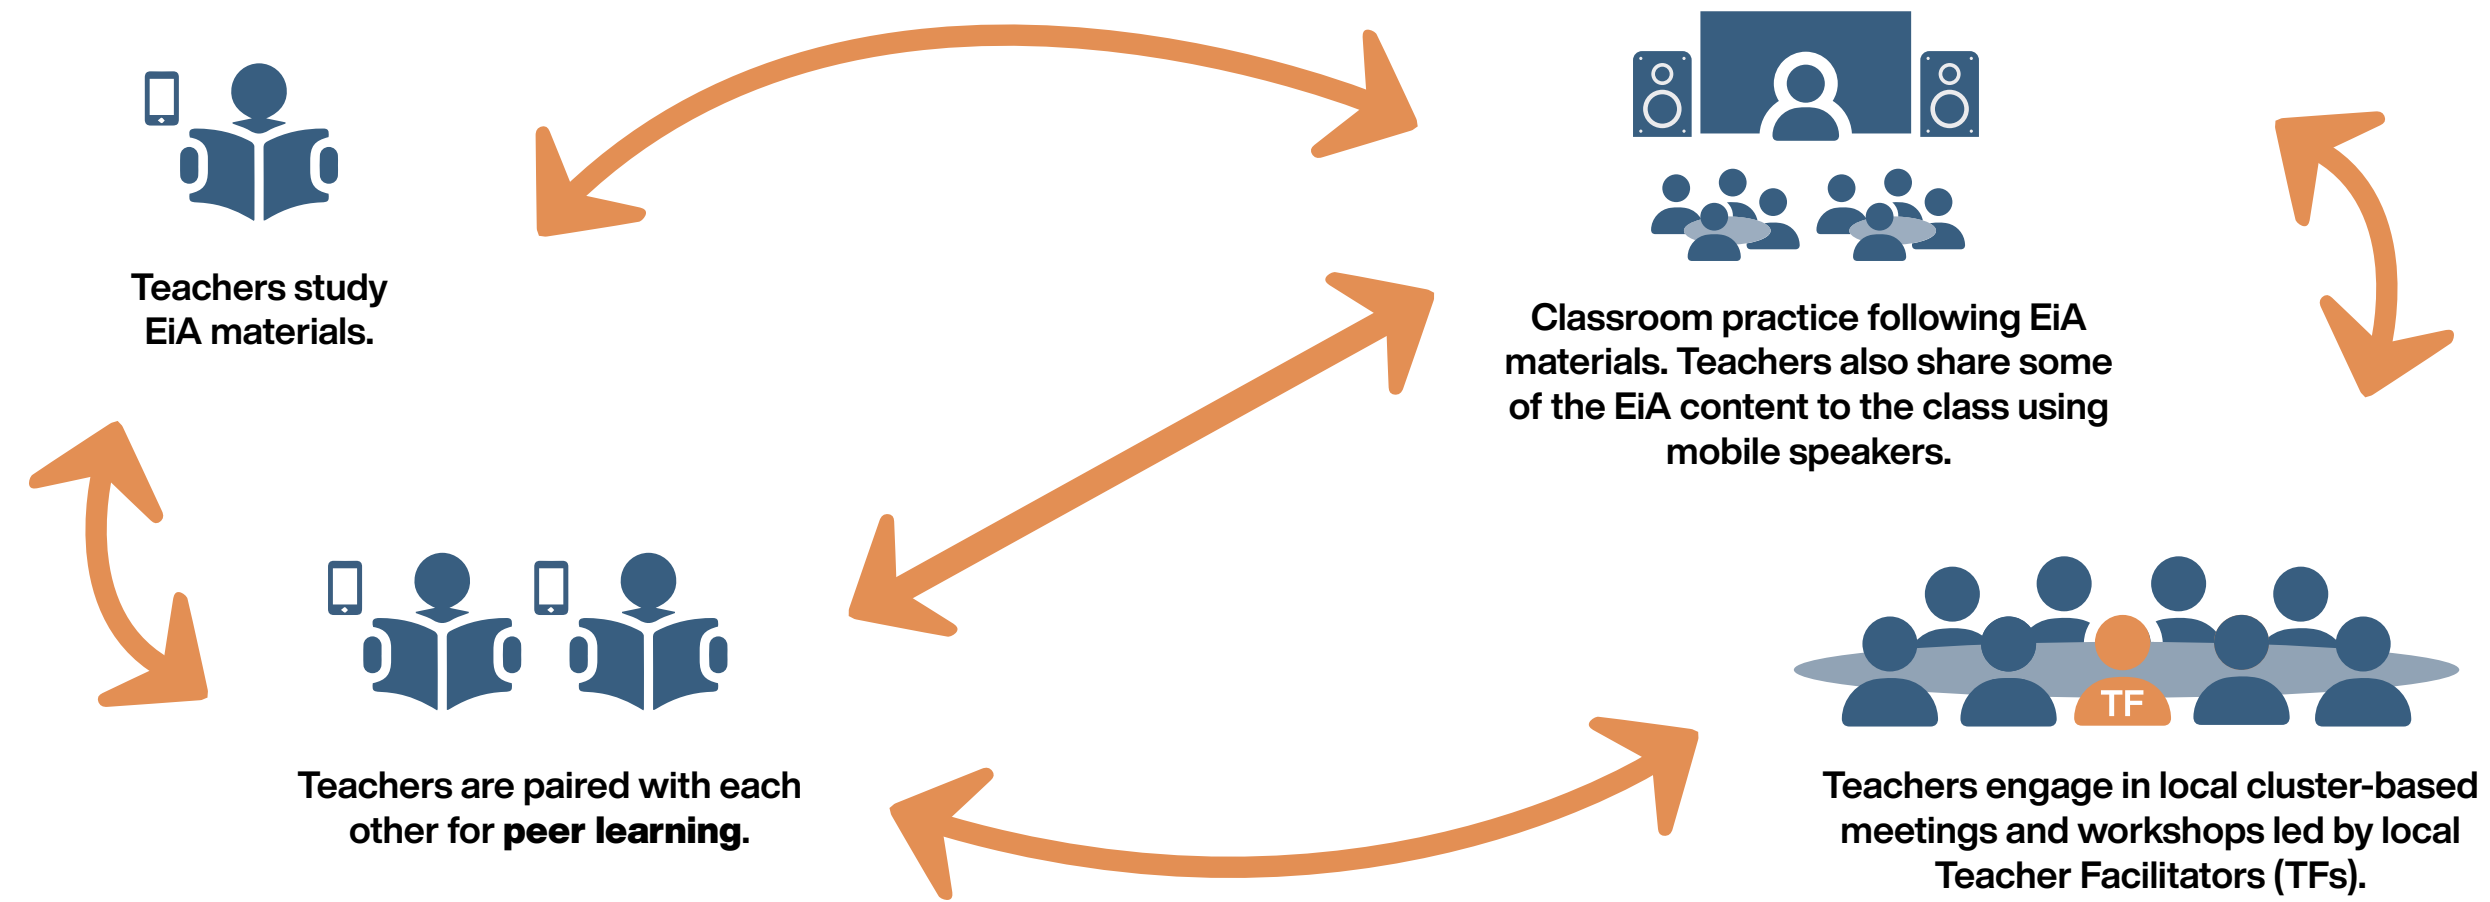 Teachers study
EiA materials.
Classroom practice following EiA
materials. Teachers also share some
of the EiA content to the class using
mobile speakers.
Teachers are paired with each
other for peer learning.
TF
Teachers engage in local cluster-based
meetings and workshops led by local
Teacher Facilitators (TFs).